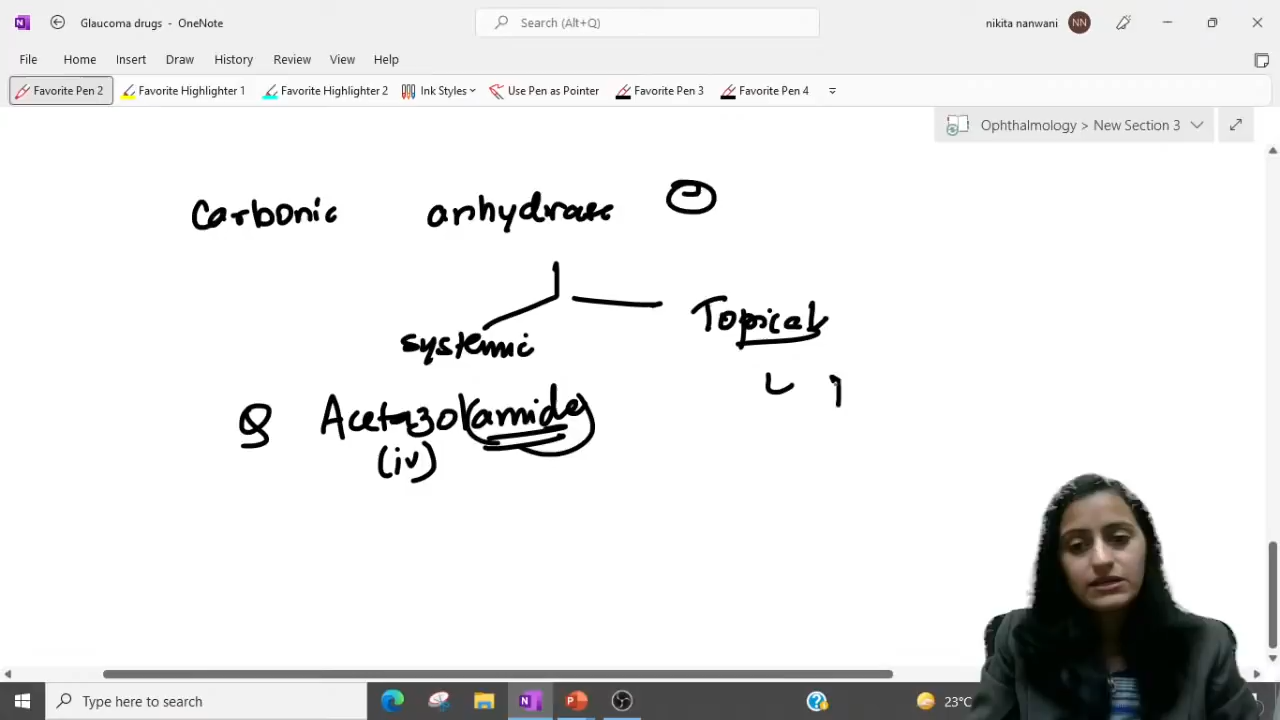 Glaucoma drugs - OneNote
Search (Alt+Q)
nikita nanwani NN
File Home Insert Draw History Review View Help
Favorite Pen 2 Favorite Highlighter 1 Favorite Highlighter 2 Ink Styles Use Pen as Pointer Favorite Pen 3 Favorite Pen 4
Ophthalmology > New Section 3
Carbonic anhydrase
Topical
systemic
Acetazolamide
(iv)
Type here to search
23°C